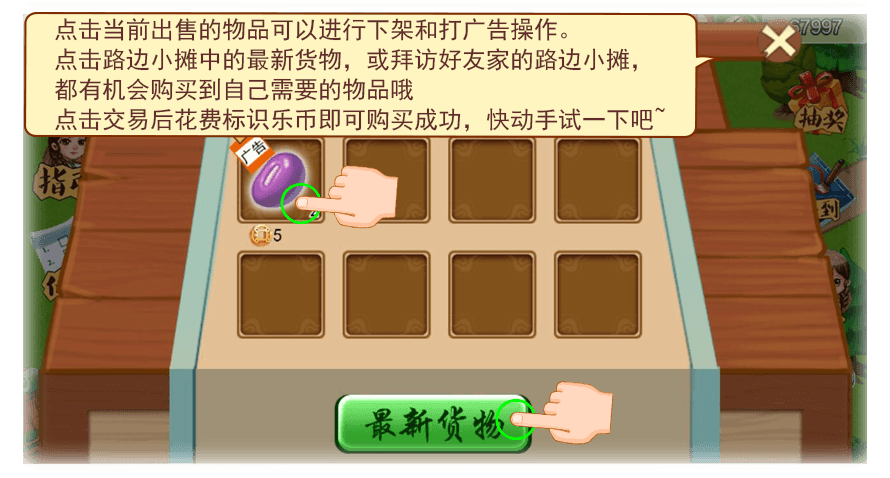 点击当前出售的物品可以进行下架和打广告操作。
点击路边小摊中的最新货物，或拜访好友家的路边小摊，
都有机会购买到自己需要的物品哦
点击交易后花费标识乐币即可购买成功，快动手试一下吧~
67997
抽奖
广告
指
到
5
最新货物